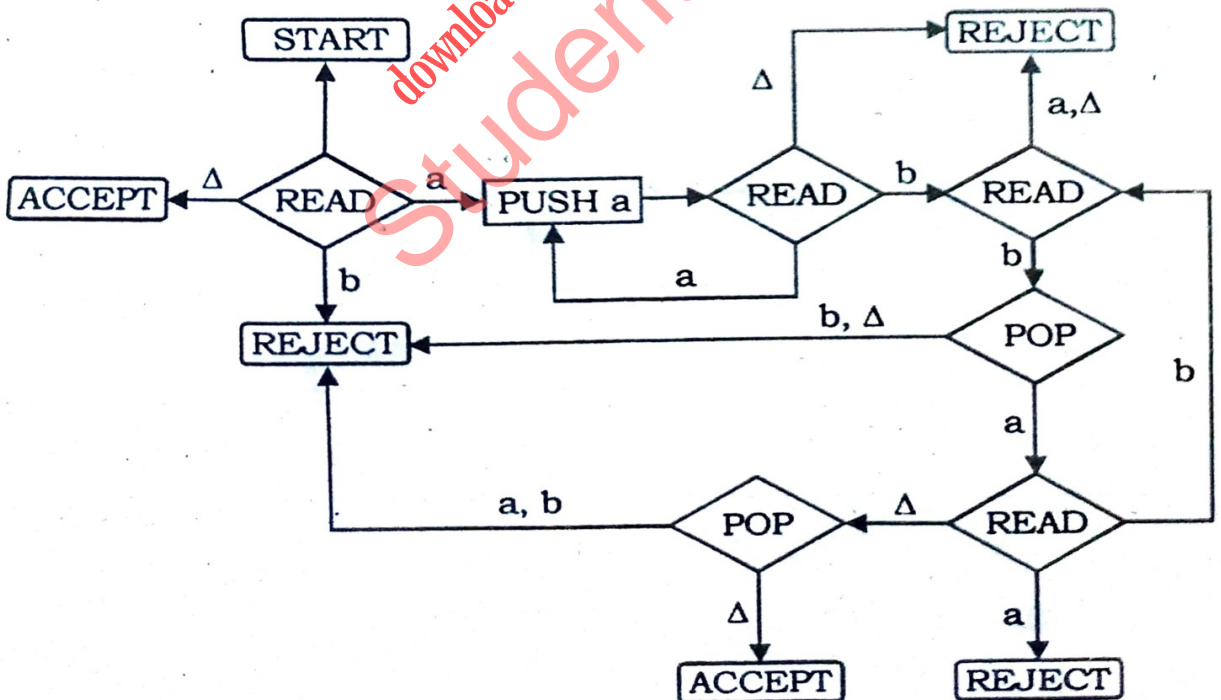 START
REJECT
Δ
a,Δ
ACCEPT
Δ
READ
a
PUSH a
READ
b
READ
b
a
b
REJECT
b, Δ
POP
b
a
a, b
POP
Δ
READ
Δ
a
ACCEPT
REJECT